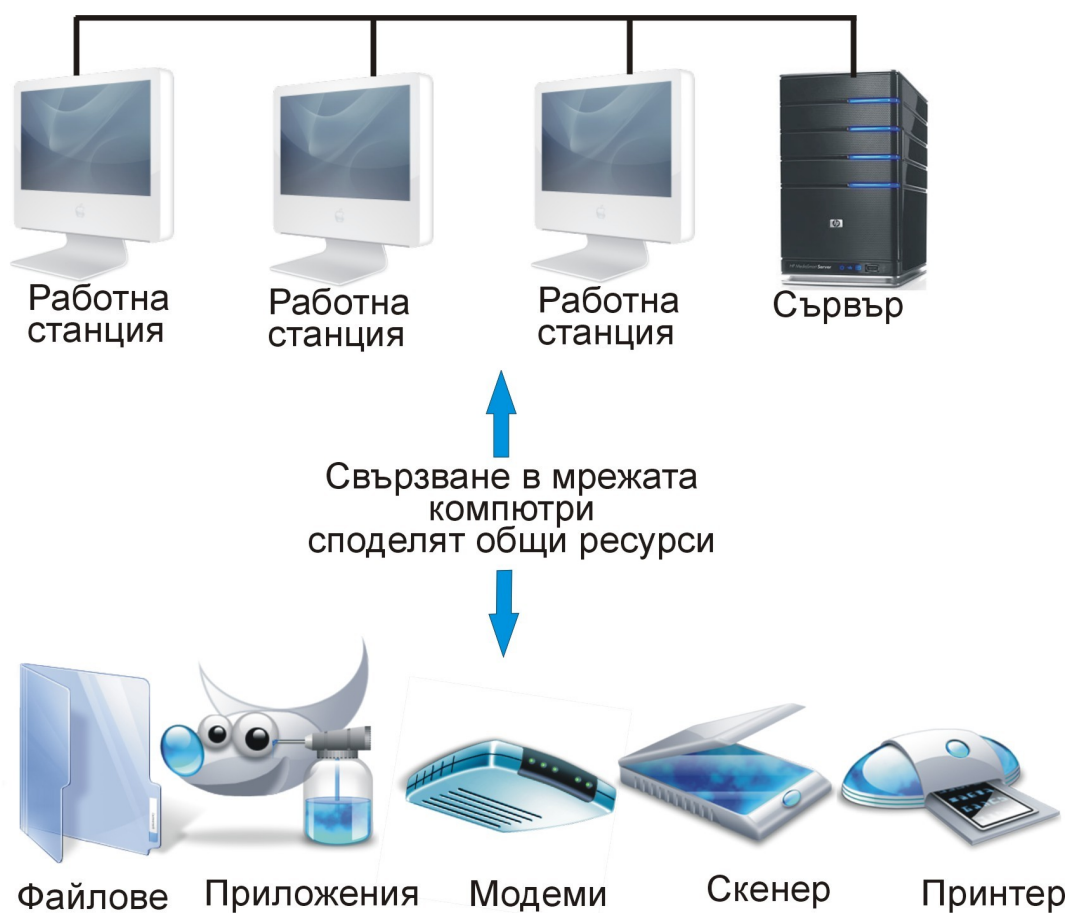 Работна
станция
Работна
станция
Работна
станция
Сървър
Свързване в мрежата
компютри
споделят общи ресурси
Файлове
Приложения
Модеми
Скенер
Принтер